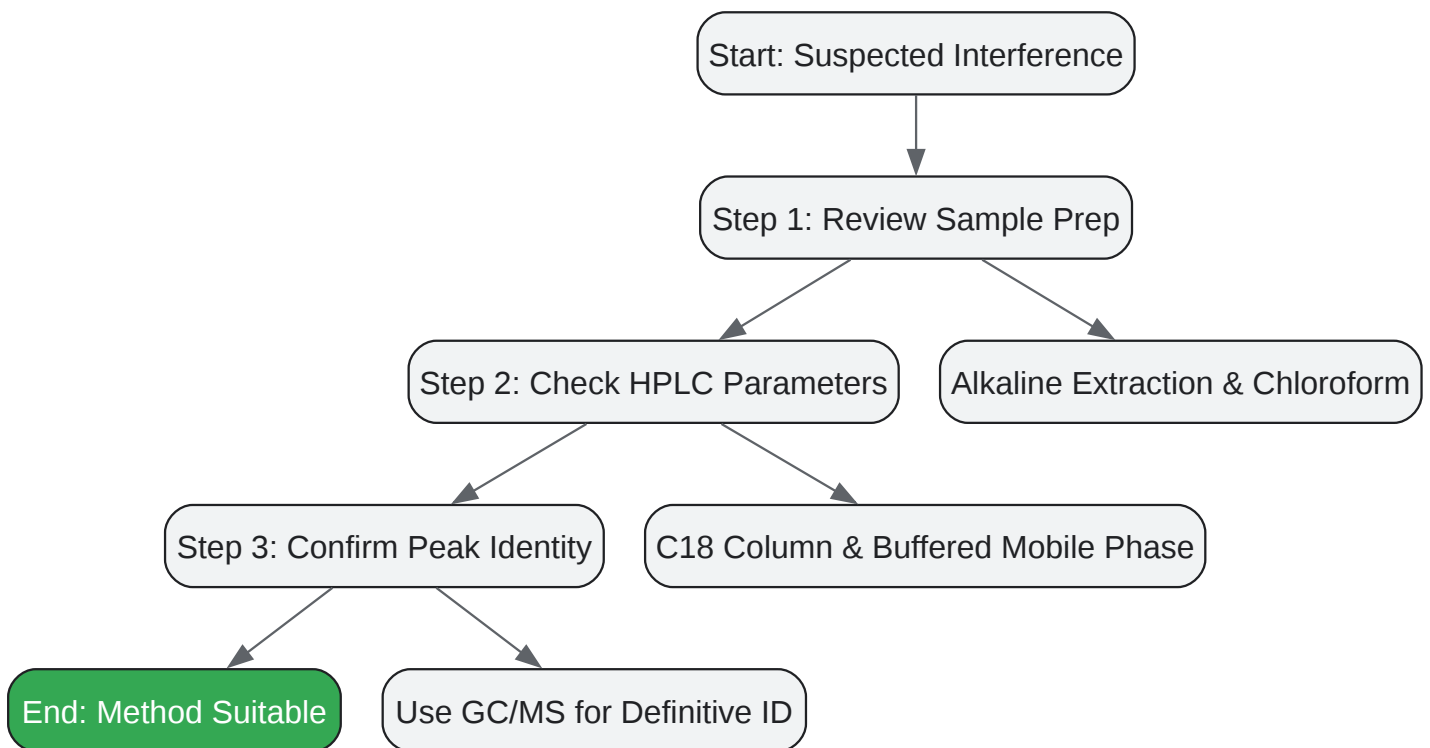 Start: Suspected Interference
Step 1: Review Sample Prep
Step 2: Check HPLC Parameters
Alkaline Extraction & Chloroform
Step 3: Confirm Peak Identity
C18 Column & Buffered Mobile Phase
End: Method Suitable
Use GC/MS for Definitive ID